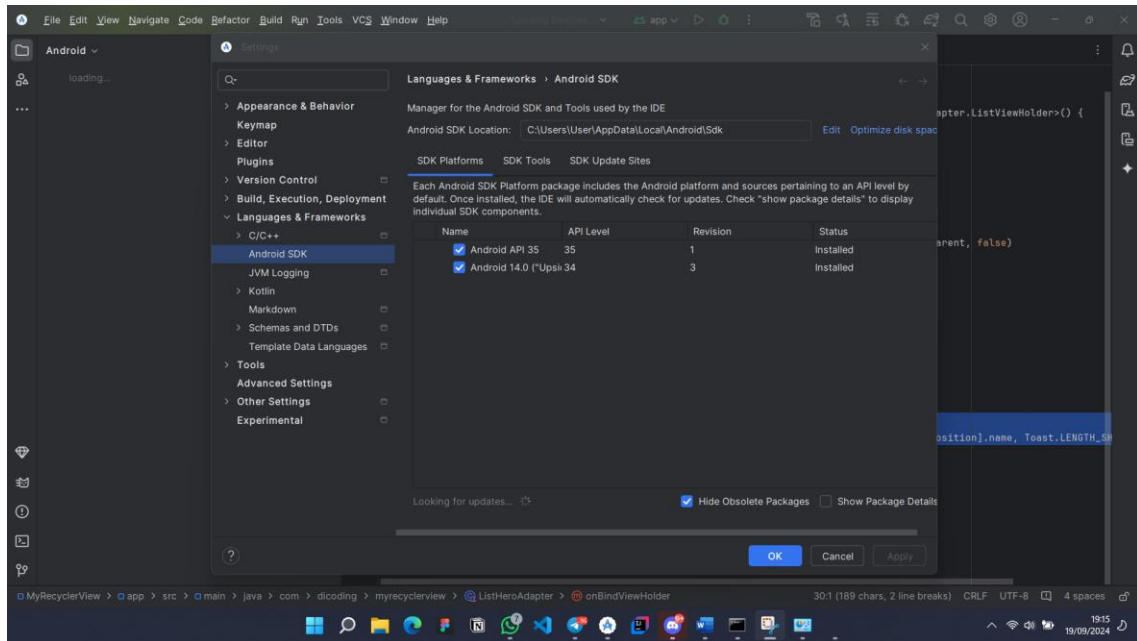 File Edit View Navigate Code Refactor Build Run Tools VCS Window Help
app
Android
loading...
Settings
Languages & Frameworks › Android SDK
Appearance & Behavior
Keymap
Editor
Plugins
Version Control
Build, Execution, Deployment
Languages & Frameworks
C/C++
Android SDK
JVM Logging
Kotlin
Markdown
Schemas and DTDs
Template Data Languages
Tools
Advanced Settings
Other Settings
Experimental
Manager for the Android SDK and Tools used by the IDE
Android SDK Location: C:\Users\User\AppData\Local\Android\Sdk Edit Optimize disk spac
SDK Platforms SDK Tools SDK Update Sites
Each Android SDK Platform package includes the Android platform and sources pertaining to an API level by
default. Once installed, the IDE will automatically check for updates. Check "show package details" to display
individual SDK components.
Name API Level Revision Status
Android API 35 35 1 Installed
Android 14.0 ("Upsi 34 3 Installed
Looking for updates... Hide Obsolete Packages Show Package Details
? OK Cancel Apply
apter.ListViewHolder>() {
arent, false)
osition].name, Toast.LENGTH_SH
MyRecyclerView › app › src › main › java › com › dicoding › myrecyclerview › ListHeroAdapter › onBindViewHolder 30:1 (189 chars, 2 line breaks) CRLF UTF-8 4 spaces
19:15
19/09/2024